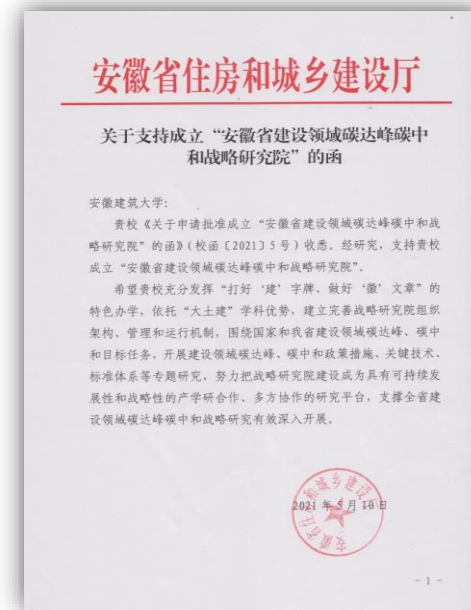 安徽省住房和城乡建设厅
关于支持成立“安徽省建设领域碳达峰碳中
和战略研究院”的函
安徽建筑大学：
贵校《关于申请批准成立“安徽省建设领域碳达峰碳中和战
略研究院”的函》（校函〔2021〕5号）收悉。经研究，支持贵校
成立“安徽省建设领域碳达峰碳中和战略研究院”。
希望贵校充分发挥“打好‘建’字牌、做好‘徽’文章”的
特色办学，依托“大土建”学科优势，建立完善战略研究院组织
架构、管理和运行机制，围绕国家和我省建设领域碳达峰、碳中
和目标任务，开展建设领域碳达峰、碳中和政策措施、关键技术、
标准体系等专题研究，努力把战略研究院建设成为具有可持续发
展性和战略性的产学研合作、多方协作的研究平台，支撑全省建
设领域碳达峰碳中和战略研究有效深入开展。
安徽省住房和城乡建设厅
2021年5月10日
- 1 -